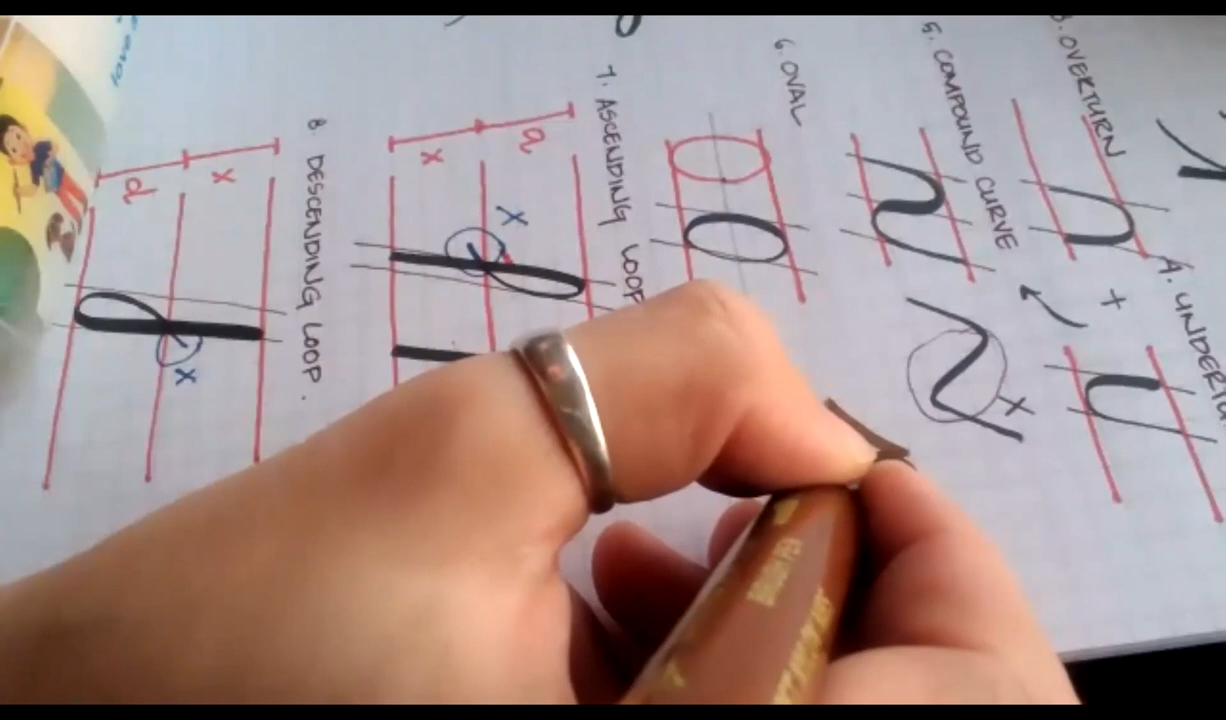 3. OVERTURN
4. UNDERTU
+
5. COMPOUND CURVE
x
6. OVAL
7. ASCENDING LOOP
a
x
x
8. DESCENDING LOOP.
x
d
x